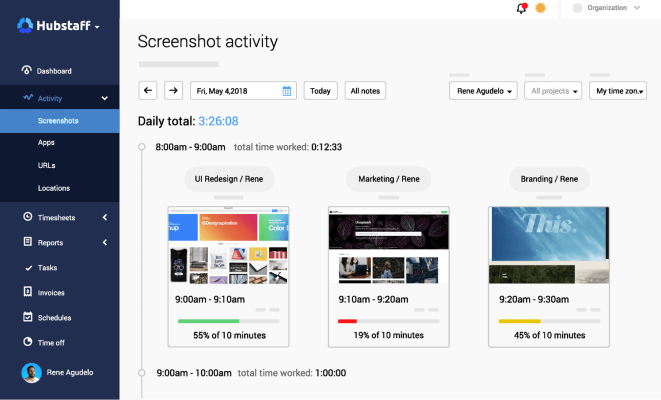 Hubstaff
Organization
Dashboard
Activity
Screenshots
Apps
URLs
Locations
Timesheets
Reports
Tasks
Invoices
Schedules
Time off
Rene Agudelo
Screenshot activity
Fri, May 4,2018
Today
All notes
Rene Agudelo
All projects
My time zon.
Daily total: 3:26:08
8:00am - 9:00am total time worked: 0:12:33
UI Redesign / Rene
Marketing / Rene
Branding / Rene
Unsplash
This.
9:00am - 9:10am
9:10am - 9:20am
9:20am - 9:30am
55% of 10 minutes
19% of 10 minutes
45% of 10 minutes
9:00am - 10:00am total time worked: 1:00:00